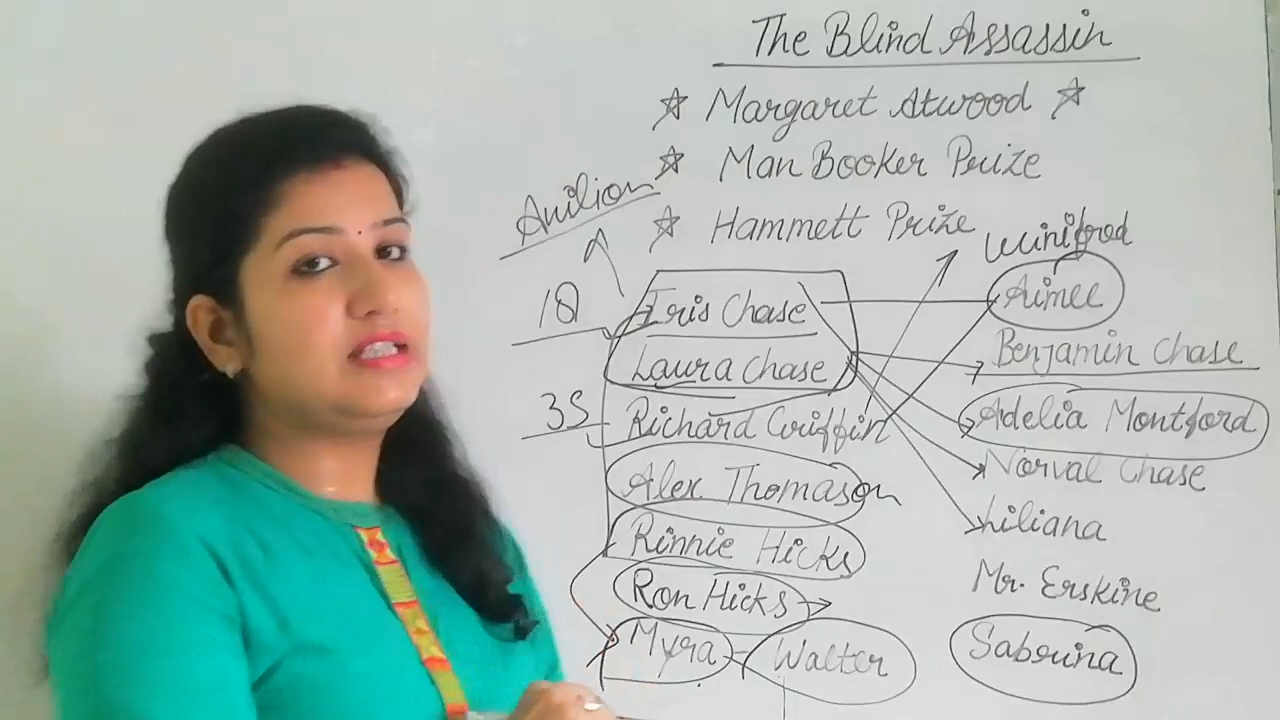 The Blind Assassin
☆ Margaret Atwood ☆
☆ Man Booker Prize
☆ Hammett Prize
Avilion
18
35
Iris Chase
Laura Chase
Richard Griffin
Alex Thomason
Rinnie Hicks
Ron Hicks
Myra
Walter
Winifred
Aimee
Benjamin Chase
Adelia Montford
Norval Chase
Liliana
Mr. Erskine
Sabrina